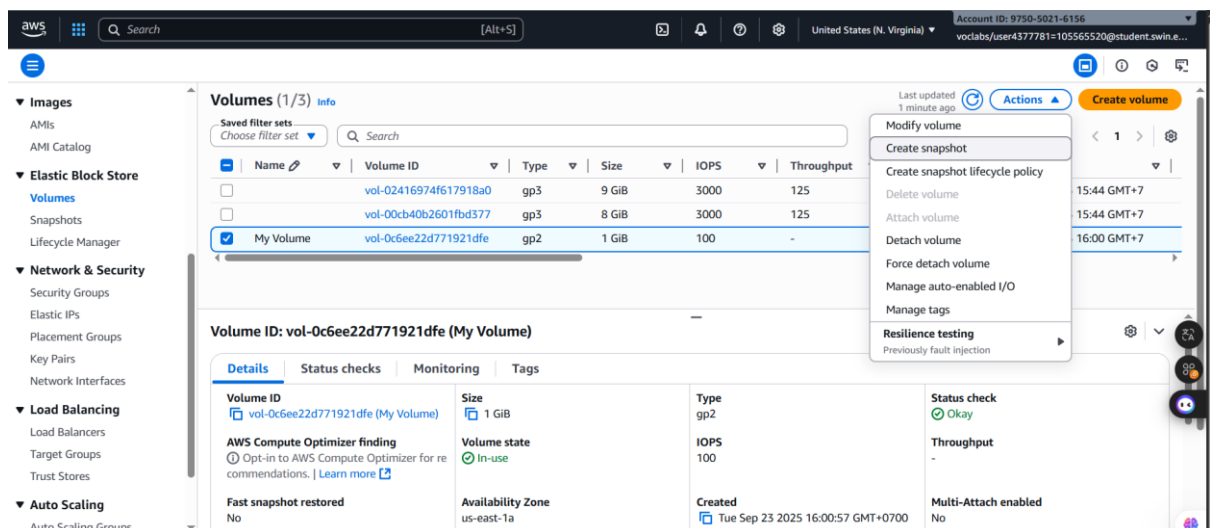 aws
Search [Alt+S]
United States (N. Virginia)
Account ID: 9750-5021-6156
voclabs/user4377781=105565520@student.swin.e...
Images
AMIs
AMI Catalog
Elastic Block Store
Volumes
Snapshots
Lifecycle Manager
Network & Security
Security Groups
Elastic IPs
Placement Groups
Key Pairs
Network Interfaces
Load Balancing
Load Balancers
Target Groups
Trust Stores
Auto Scaling
Auto Scaling Groups
Volumes (1/3) Info
Last updated
1 minute ago
Actions
Create volume
Saved filter sets
Choose filter set
Search
1
Name Volume ID Type Size IOPS Throughput
vol-02416974f617918a0 gp3 9 GiB 3000 125 15:44 GMT+7
vol-00cb40b2601fbd377 gp3 8 GiB 3000 125 15:44 GMT+7
My Volume vol-0c6ee22d771921dfe gp2 1 GiB 100 - 16:00 GMT+7
Modify volume
Create snapshot
Create snapshot lifecycle policy
Delete volume
Attach volume
Detach volume
Force detach volume
Manage auto-enabled I/O
Manage tags
Resilience testing
Previously fault injection
Volume ID: vol-0c6ee22d771921dfe (My Volume)
Details Status checks Monitoring Tags
Volume ID
vol-0c6ee22d771921dfe (My Volume)
Size
1 GiB
Type
gp2
Status check
Okay
AWS Compute Optimizer finding
Opt-in to AWS Compute Optimizer for re
commendations. | Learn more
Volume state
In-use
IOPS
100
Throughput
-
Fast snapshot restored
No
Availability Zone
us-east-1a
Created
Tue Sep 23 2025 16:00:57 GMT+0700
Multi-Attach enabled
No